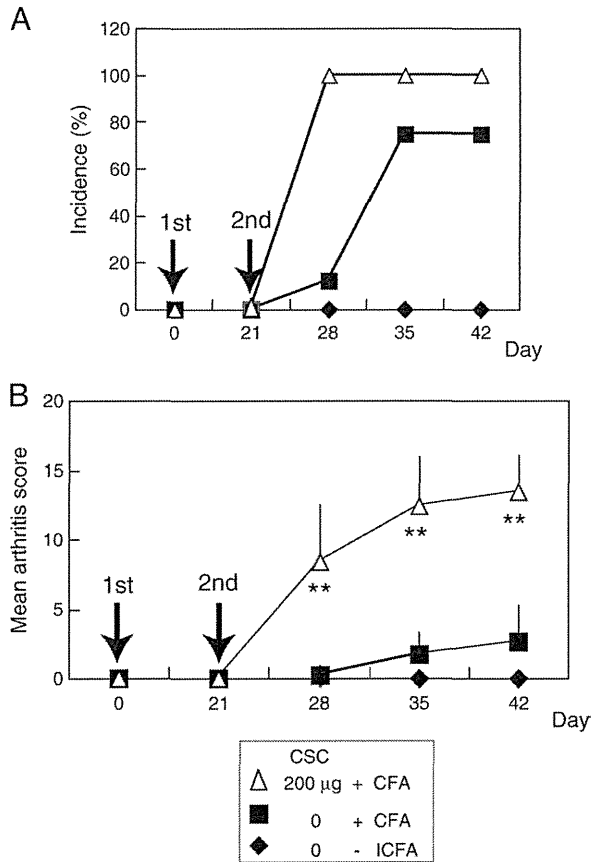 A
120
100
80
60
40
20
0
Incidence (%)
1st
2nd
0 21 28 35 42
Day
B
20
15
10
5
0
Mean arthritis score
1st
2nd
**
**
**
0 21 28 35 42
Day
CSC
200 µg + CFA
0 + CFA
0 - ICFA